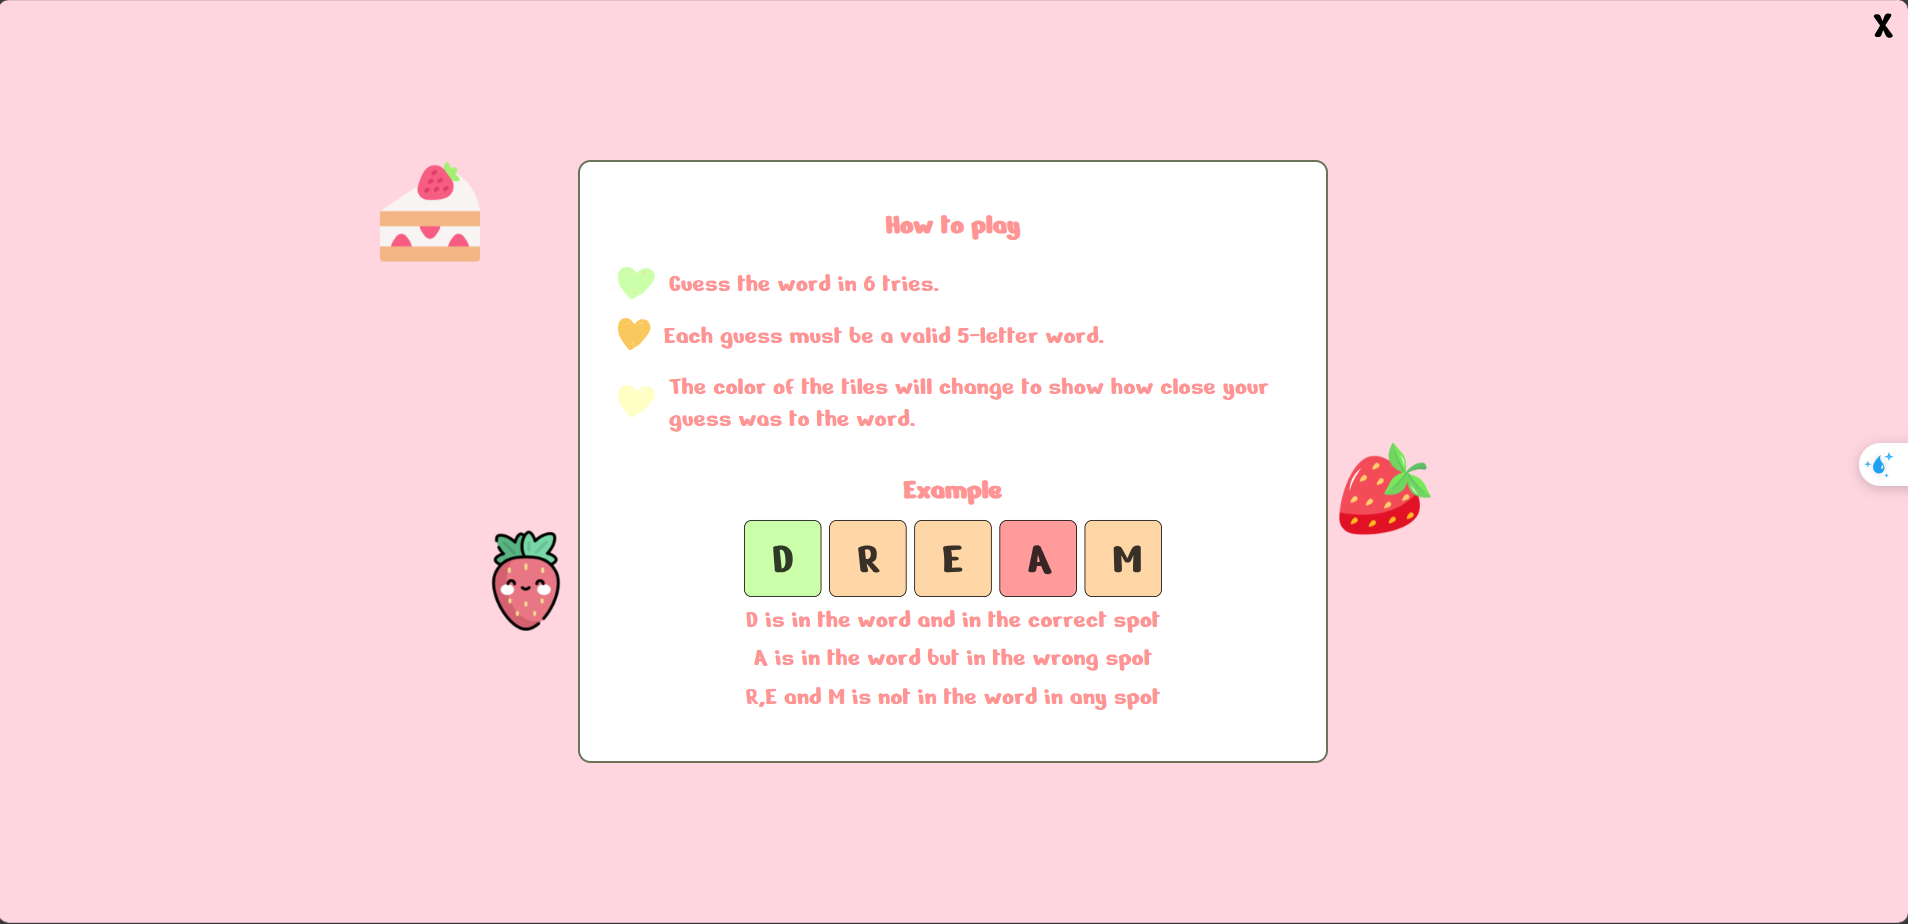 X
How to play
Guess the word in 6 tries.
Each guess must be a valid 5-letter word.
The color of the tiles will change to show how close your
guess was to the word.
Example
D R E A M
D is in the word and in the correct spot
A is in the word but in the wrong spot
R,E and M is not in the word in any spot